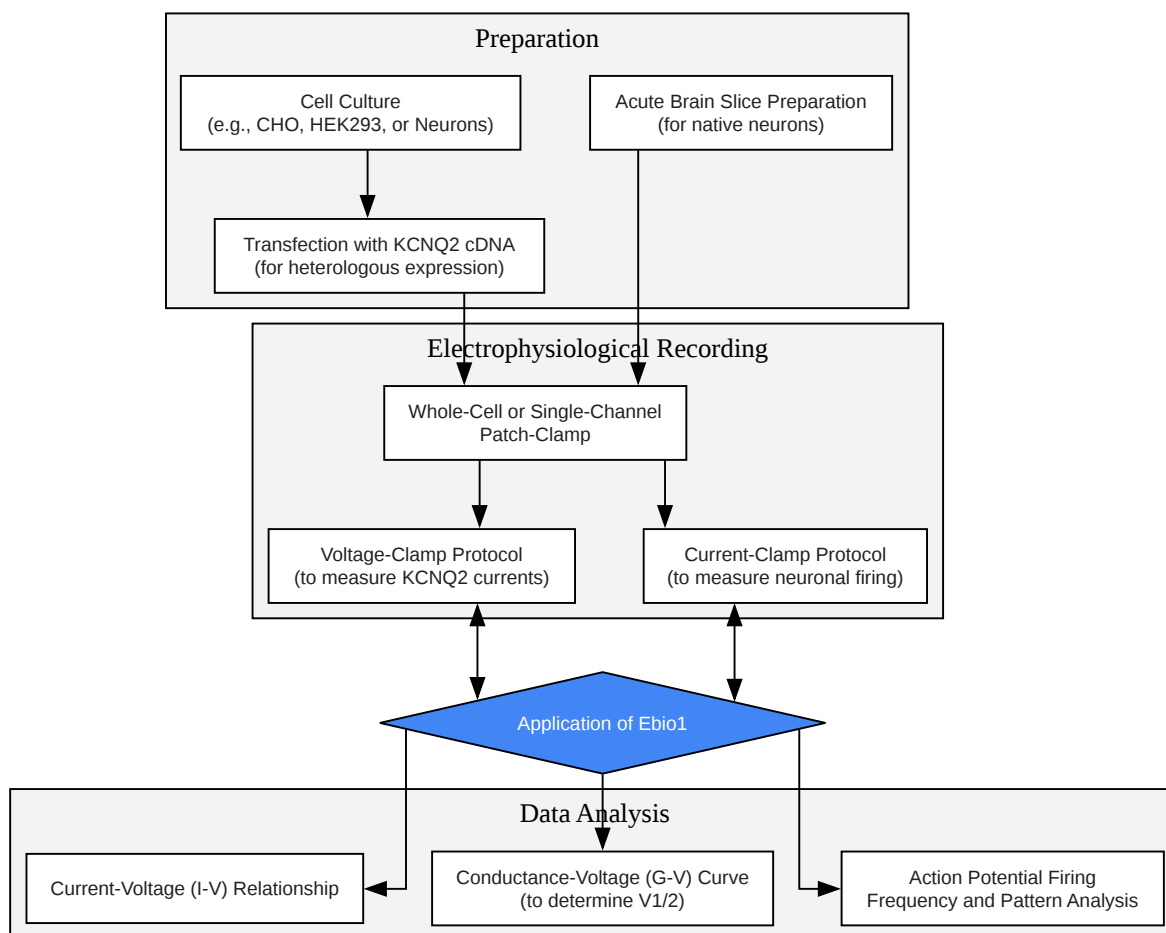 Preparation
Cell Culture
(e.g., CHO, HEK293, or Neurons)
Acute Brain Slice Preparation
(for native neurons)
Transfection with KCNQ2 cDNA
(for heterologous expression)
Electrophysiological Recording
Whole-Cell or Single-Channel
Patch-Clamp
Voltage-Clamp Protocol
(to measure KCNQ2 currents)
Current-Clamp Protocol
(to measure neuronal firing)
Application of Ebio1
Data Analysis
Current-Voltage (I-V) Relationship
Conductance-Voltage (G-V) Curve
(to determine V1/2)
Action Potential Firing
Frequency and Pattern Analysis